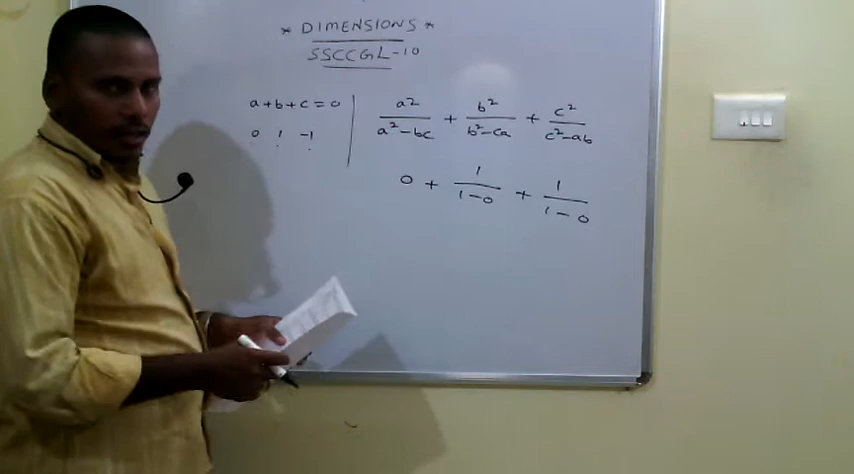 * DIMENSIONS *
SSCCGL-10
a+b+c=0
0 1 -1
a²/(a²-bc) + b²/(b²-ca) + c²/(c²-ab)
0 + 1/(1-0) + 1/(1-0)